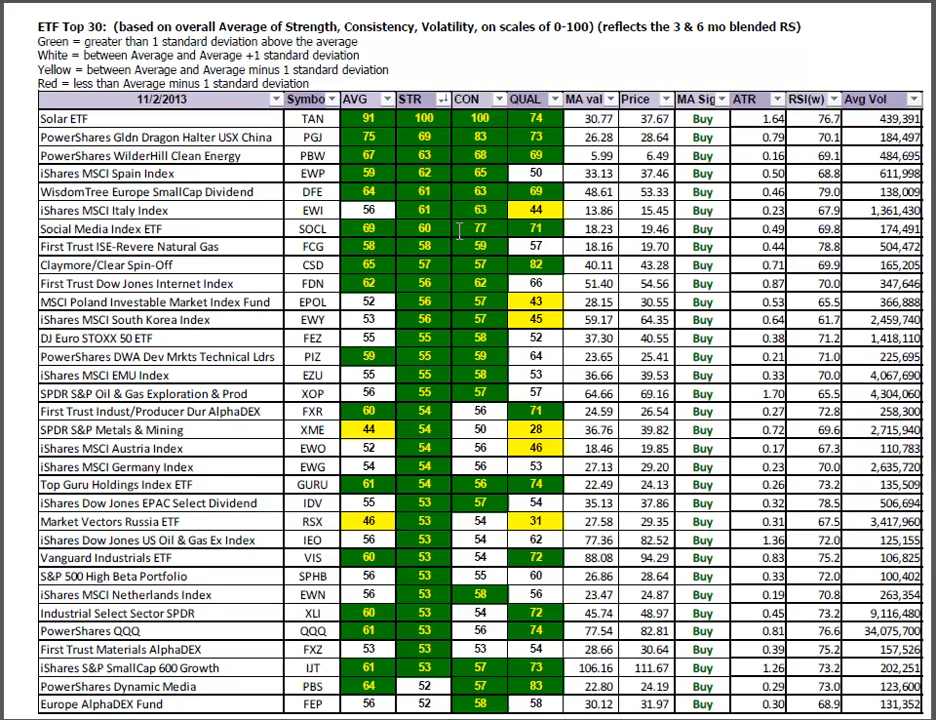 ETF Top 30: (based on overall Average of Strength, Consistency, Volatility, on scales of 0-100) (reflects the 3 & 6 mo blended RS)
Green = greater than 1 standard deviation above the average
White = between Average and Average +1 standard deviation
Yellow = between Average and Average minus 1 standard deviation
Red = less than Average minus 1 standard deviation
11/2/2013 Symbo AVG STR CON QUAL MA val Price MA Sig ATR RSI(w) Avg Vol
Solar ETF TAN 91 100 100 74 30.77 37.67 Buy 1.64 76.7 439,391
PowerShares Gldn Dragon Halter USX China PGJ 75 69 83 73 26.28 28.64 Buy 0.79 70.1 184,497
PowerShares WilderHill Clean Energy PBW 67 63 68 69 5.99 6.49 Buy 0.16 69.1 484,695
iShares MSCI Spain Index EWP 59 62 65 50 33.13 37.46 Buy 0.50 68.8 611,998
WisdomTree Europe SmallCap Dividend DFE 64 61 63 69 48.61 53.33 Buy 0.46 79.0 138,009
iShares MSCI Italy Index EWI 56 61 63 44 13.86 15.45 Buy 0.23 67.9 1,361,430
Social Media Index ETF SOCL 69 60 77 71 18.23 19.46 Buy 0.49 69.8 174,491
First Trust ISE-Revere Natural Gas FCG 58 58 59 57 18.16 19.70 Buy 0.44 78.8 504,472
Claymore/Clear Spin-Off CSD 65 57 57 82 40.11 43.28 Buy 0.71 69.9 165,205
First Trust Dow Jones Internet Index FDN 62 56 62 66 51.40 54.56 Buy 0.87 70.0 347,646
MSCI Poland Investable Market Index Fund EPOL 52 56 57 43 28.15 30.55 Buy 0.53 65.5 366,888
iShares MSCI South Korea Index EWY 53 56 57 45 59.17 64.35 Buy 0.64 61.7 2,459,740
DJ Euro STOXX 50 ETF FEZ 55 55 58 52 37.30 40.55 Buy 0.38 71.2 1,418,110
PowerShares DWA Dev Mrkts Technical Ldrs PIZ 59 55 59 64 23.65 25.41 Buy 0.21 71.0 225,695
iShares MSCI EMU Index EZU 55 55 58 53 36.66 39.53 Buy 0.33 70.0 4,067,690
SPDR S&P Oil & Gas Exploration & Prod XOP 56 55 57 57 64.66 69.16 Buy 1.70 65.5 4,304,060
First Trust Indust/Producer Dur AlphaDEX FXR 60 54 56 71 24.59 26.54 Buy 0.27 72.8 258,300
SPDR S&P Metals & Mining XME 44 54 50 28 36.76 39.82 Buy 0.72 69.6 2,715,940
iShares MSCI Austria Index EWO 52 54 56 46 18.46 19.85 Buy 0.17 67.3 110,783
iShares MSCI Germany Index EWG 54 54 56 53 27.13 29.20 Buy 0.23 70.0 2,635,720
Top Guru Holdings Index ETF GURU 61 54 56 74 22.49 24.13 Buy 0.26 73.2 135,509
iShares Dow Jones EPAC Select Dividend IDV 55 53 57 54 35.13 37.86 Buy 0.32 78.5 506,694
Market Vectors Russia ETF RSX 46 53 54 31 27.58 29.35 Buy 0.31 67.5 3,417,960
iShares Dow Jones US Oil & Gas Ex Index IEO 56 53 54 62 77.36 82.52 Buy 1.36 72.0 125,155
Vanguard Industrials ETF VIS 60 53 54 72 88.08 94.29 Buy 0.83 75.2 106,825
S&P 500 High Beta Portfolio SPHB 56 53 55 60 26.86 28.64 Buy 0.33 72.0 100,402
iShares MSCI Netherlands Index EWN 56 53 58 56 23.47 24.87 Buy 0.19 70.8 263,354
Industrial Select Sector SPDR XLI 60 53 54 72 45.74 48.97 Buy 0.45 73.2 9,116,480
PowerShares QQQ QQQ 61 53 56 74 77.54 82.81 Buy 0.81 76.6 34,075,700
First Trust Materials AlphaDEX FXZ 53 53 53 54 28.66 30.64 Buy 0.39 75.2 157,526
iShares S&P SmallCap 600 Growth IJT 61 53 57 73 106.16 111.67 Buy 1.26 73.2 202,251
PowerShares Dynamic Media PBS 64 52 57 83 22.80 24.19 Buy 0.29 73.0 123,600
Europe AlphaDEX Fund FEP 56 52 58 58 30.12 31.97 Buy 0.30 68.9 131,352